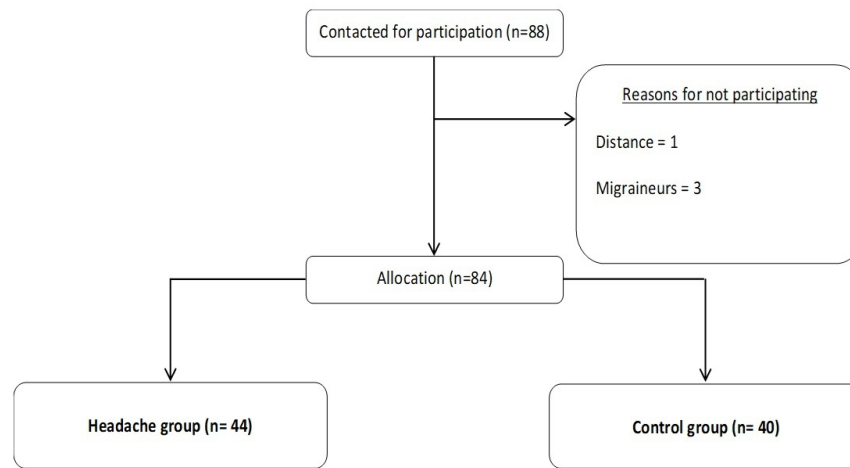 Contacted for participation (n=88)
Reasons for not participating
Distance = 1
Migraineurs = 3
Allocation (n=84)
Headache group (n= 44)
Control group (n= 40)